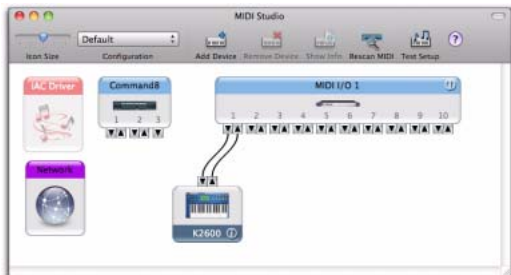 MIDI Studio
Default
Icon Size
Configuration
Add Device
Remove Device
Show Info
Rescan MIDI
Test Setup
?
IAC Driver
Command8
1 2 3
MIDI I/O 1
1 2 3 4 5 6 7 8 9 10
Network
K2600 i